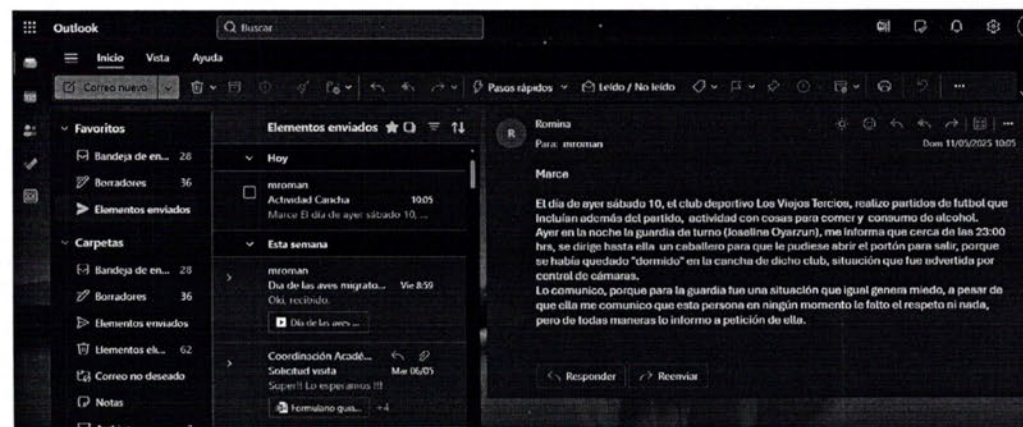 Outlook
Buscar
Inicio Vista Ayuda
Correo nuevo
Pasos rápidos
Leído / No leído
Favoritos
Bandeja de en... 28
Borradores 36
Elementos enviados
Carpetas
Bandeja de en... 28
Borradores 36
Elementos enviados
Elementos eli... 62
Correo no deseado
Notas
Elementos enviados
Hoy
mroman
Actividad Cancha 10:05
Marce El día de ayer sábado 10, ...
Esta semana
mroman
Dia de las aves migrato... Vie 8:59
Oki, recibido.
Día de las aves ...
Coordinación Acadé...
Solicitud visita Mar 06/05
Super!! Lo esperamos !!!
Formulario guia... +4
R
Romina
Para: mroman
Dom 11/05/2025 10:05
Marce
El día de ayer sábado 10, el club deportivo Los Viejos Tercios, realizo partidos de futbol que
incluían además del partido, actividad con cosas para comer y consumo de alcohol.
Ayer en la noche la guardia de turno (Joseline Oyarzun), me informa que cerca de las 23:00
hrs, se dirige hasta ella un caballero para que le pudiese abrir el portón para salir, porque
se había quedado "dormido" en la cancha de dicho club, situación que fue advertida por
control de cámaras.
Lo comunico, porque para la guardia fue una situación que igual genera miedo, a pesar de
que ella me comunico que esta persona en ningún momento le falto el respeto ni nada,
pero de todas maneras lo informo a petición de ella.
Responder
Reenviar